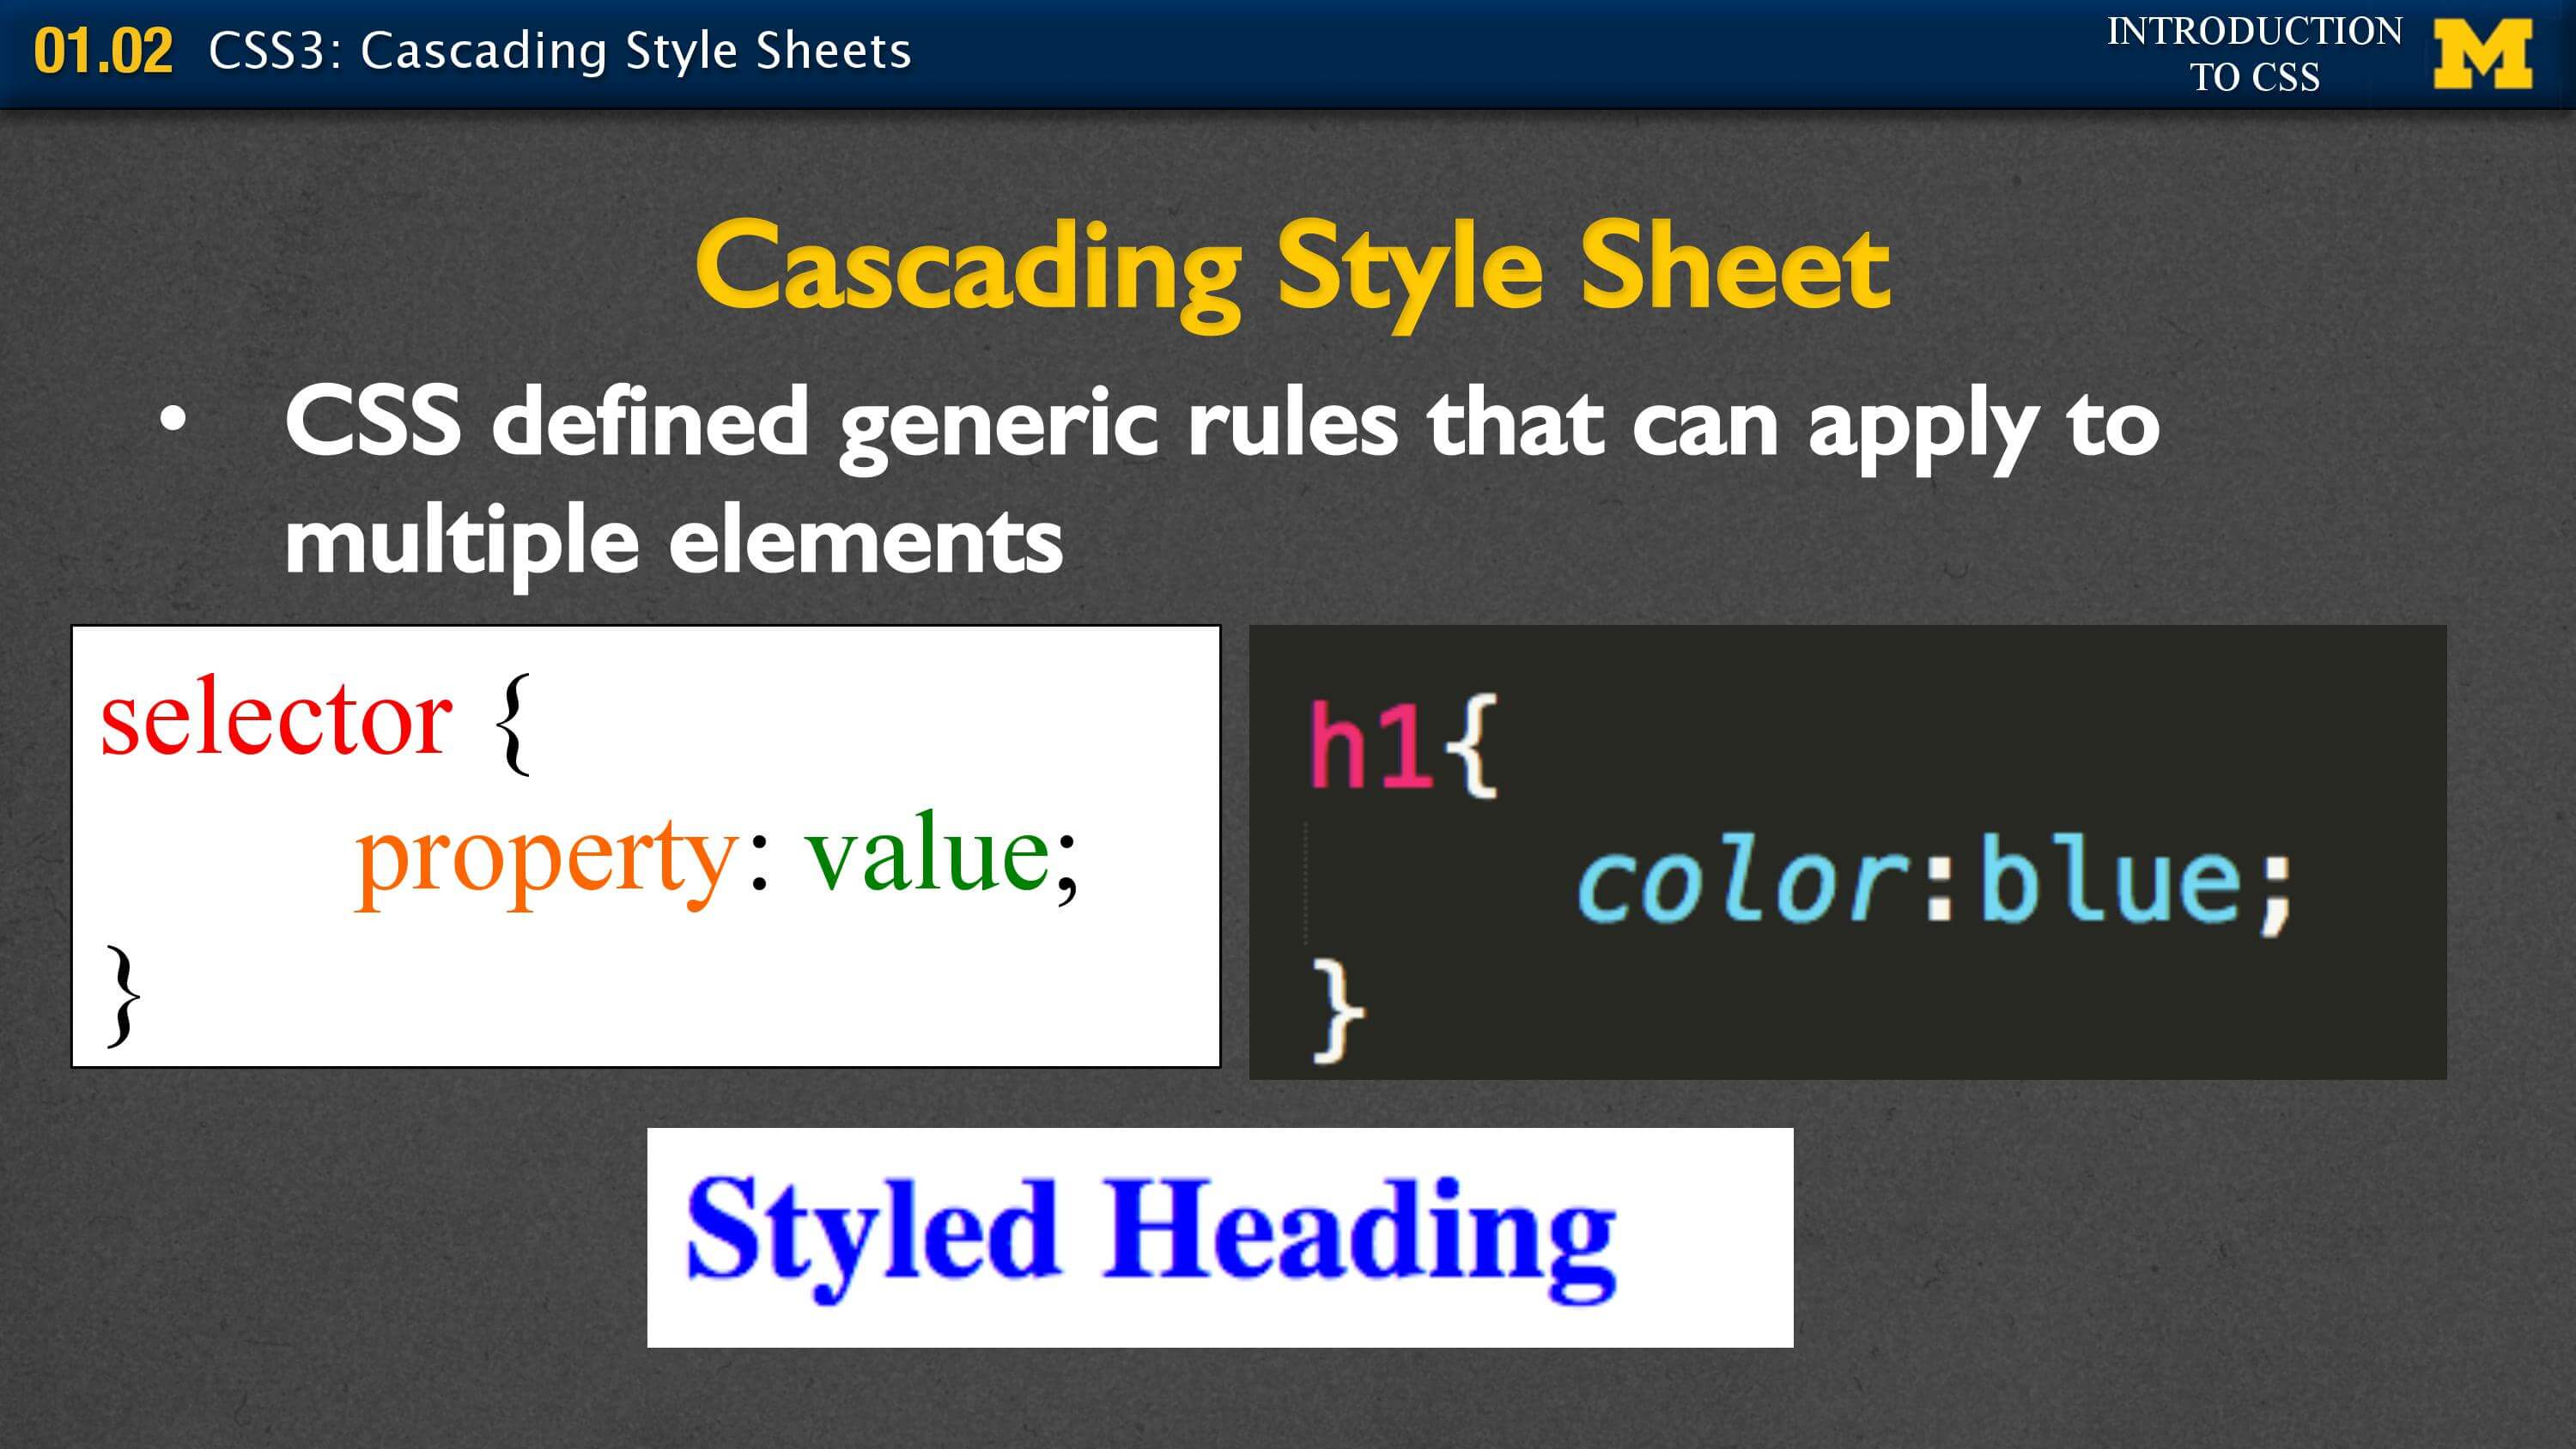 01.02 CSS3: Cascading Style Sheets
INTRODUCTION
TO CSS
M
Cascading Style Sheet
• CSS defined generic rules that can apply to
multiple elements
selector {
property: value;
}
h1{
color:blue;
}
Styled Heading